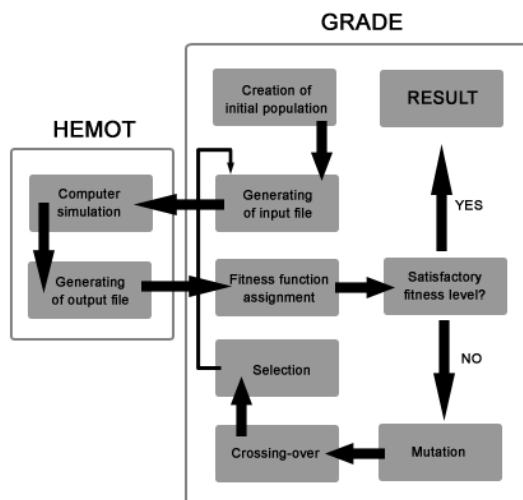 GRADE
Creation of
initial population
RESULT
HEMOT
Computer
simulation
Generating
of input file
YES
Generating
of output file
Fitness function
assignment
Satisfactory
fitness level?
NO
Selection
Crossing-over
Mutation